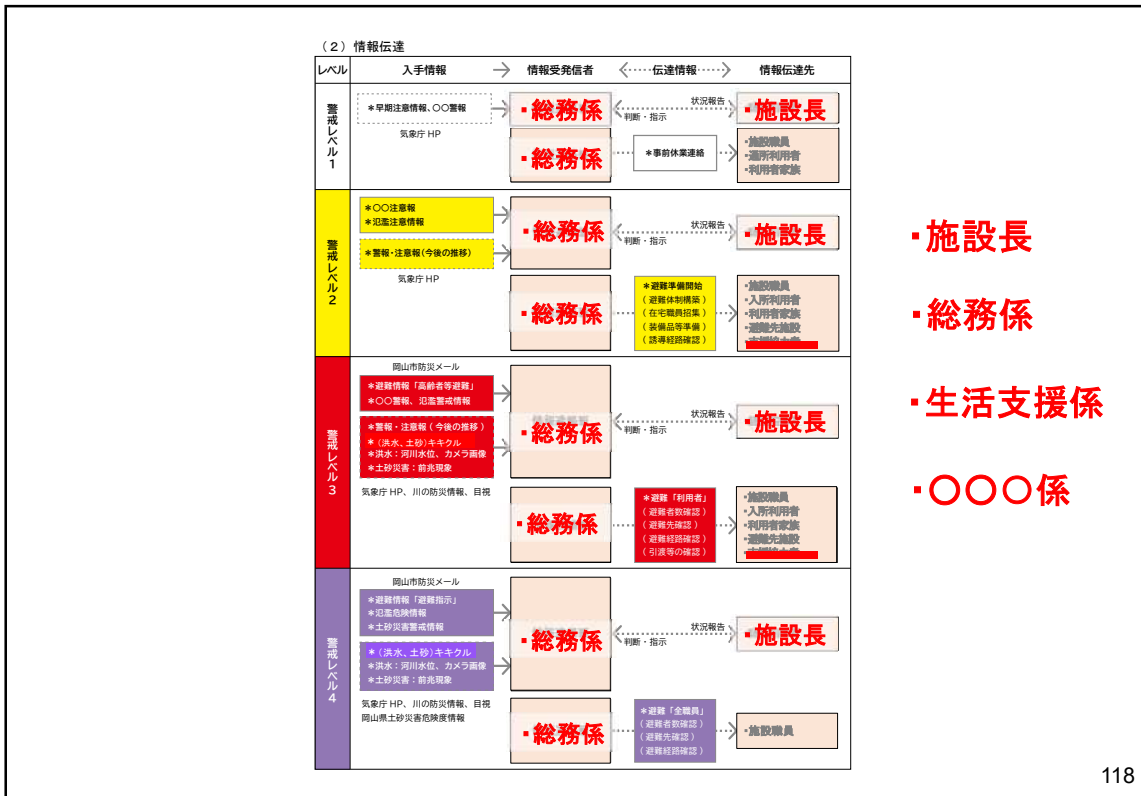 (2) 情報伝達
レベル 入手情報 → 情報受発信者 <……伝達情報……> 情報伝達先
警戒レベル1
*早期注意情報、〇〇警報
気象庁 HP
・総務係
状況報告
判断・指示
・施設長
・総務係
*事前休業連絡
・施設職員
・通所利用者
・利用者家族
警戒レベル2
*〇〇注意報
*氾濫注意情報
*警報・注意報(今後の推移)
気象庁 HP
・総務係
状況報告
判断・指示
・施設長
・総務係
*避難準備開始
(避難体制構築)
(在宅職員招集)
(装備品等準備)
(誘導経路確認)
・施設職員
・入所利用者
・利用者家族
・避難先施設
警戒レベル3
岡山市防災メール
*避難情報「高齢者等避難」
*〇〇警報、氾濫警戒情報
*警報・注意報(今後の推移)
*(洪水、土砂)キキクル
*洪水：河川水位、カメラ画像
*土砂災害：前兆現象
気象庁 HP、川の防災情報、目視
・総務係
状況報告
判断・指示
・施設長
・総務係
*避難「利用者」
(避難者数確認)
(避難先確認)
(避難経路確認)
(引渡等の確認)
・施設職員
・入所利用者
・利用者家族
・避難先施設
警戒レベル4
岡山市防災メール
*避難情報「避難指示」
*氾濫危険情報
*土砂災害警戒情報
*(洪水、土砂)キキクル
*洪水：河川水位、カメラ画像
*土砂災害：前兆現象
気象庁 HP、川の防災情報、目視
岡山県土砂災害危険度情報
・総務係
状況報告
判断・指示
・施設長
・総務係
*避難「全職員」
(避難者数確認)
(避難先確認)
(避難経路確認)
・施設職員
・施設長
・総務係
・生活支援係
・〇〇〇係
118